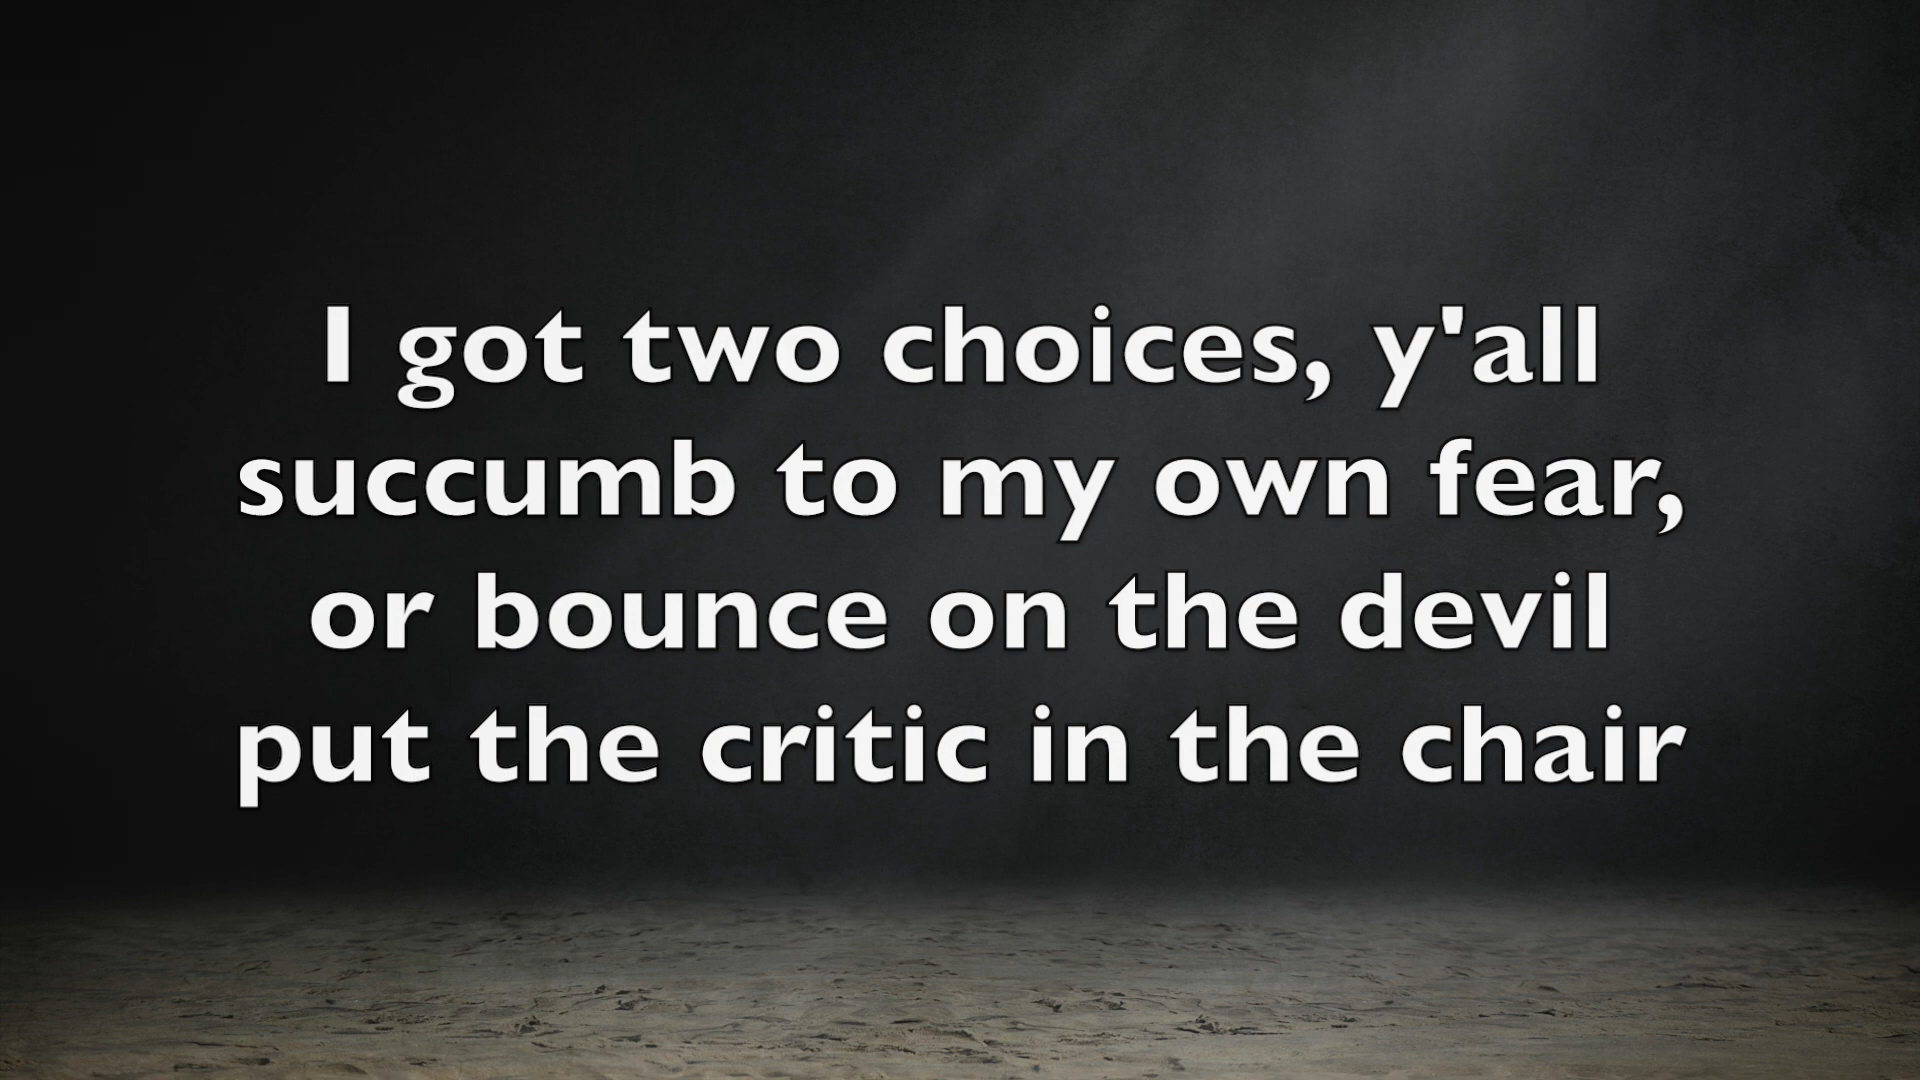 I got two choices, y'all
succumb to my own fear,
or bounce on the devil
put the critic in the chair